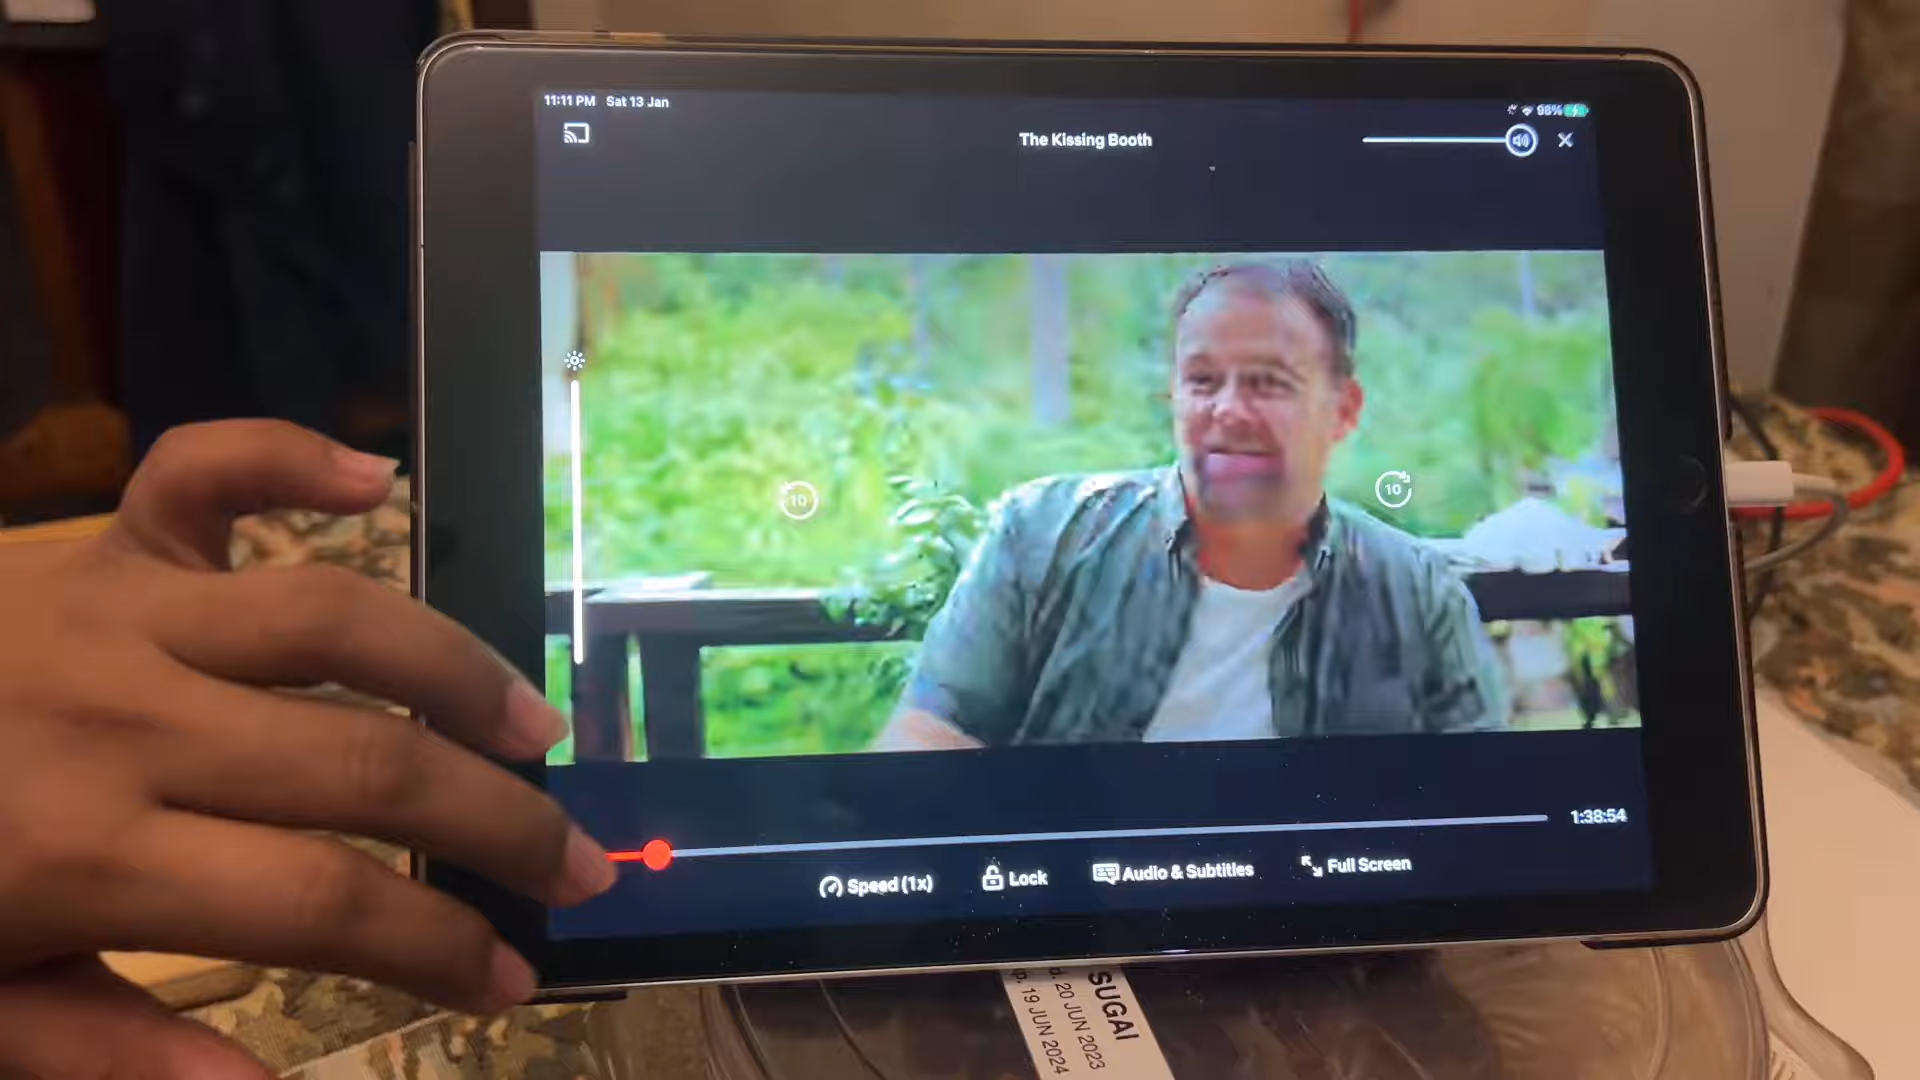 11:11 PM Sat 13 Jan
98%
The Kissing Booth
10
10
1:38:54
Speed (1x)
Lock
Audio & Subtitles
Full Screen
SUGAI
d. 20 JUN 2023
p. 19 JUN 2024